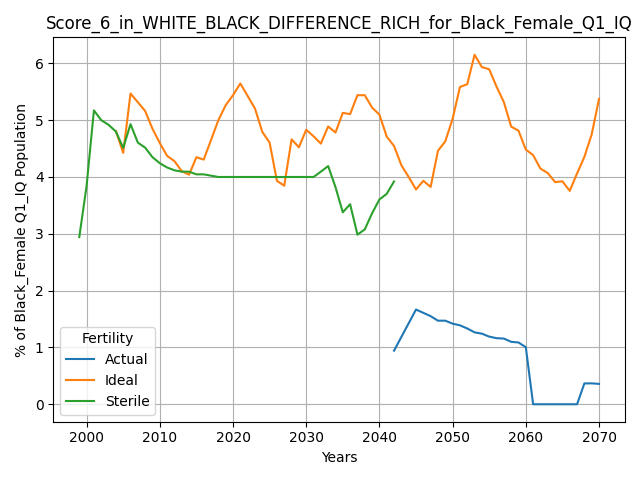 Score_6_in_WHITE_BLACK_DIFFERENCE_RICH_for_Black_Female_Q1_IQ
% of Black_Female Q1_IQ Population
6
5
4
3
2
1
0
Fertility
Actual
Ideal
Sterile
2000 2010 2020 2030 2040 2050 2060 2070
Years